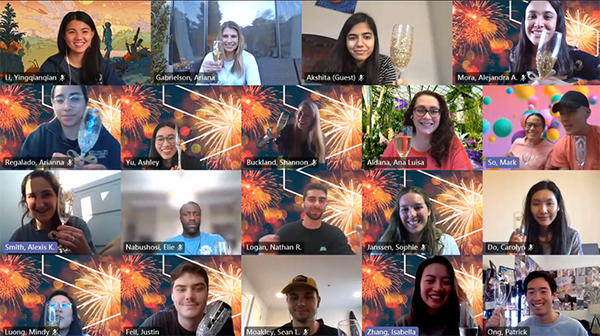 Li, Yingqianqian
Gabrielson, Ariana
Akshita (Guest)
Mora, Alejandra A.
Regalado, Arianna
Yu, Ashley
Buckland, Shannon
Aldana, Ana Luisa
So, Mark
Smith, Alexis K.
Nabushosi, Elie
Logan, Nathan R.
Janssen, Sophie
Do, Carolyn
Luong, Mindy
Fell, Justin
Moakley, Sean L.
Zhang, Isabella
Ong, Patrick